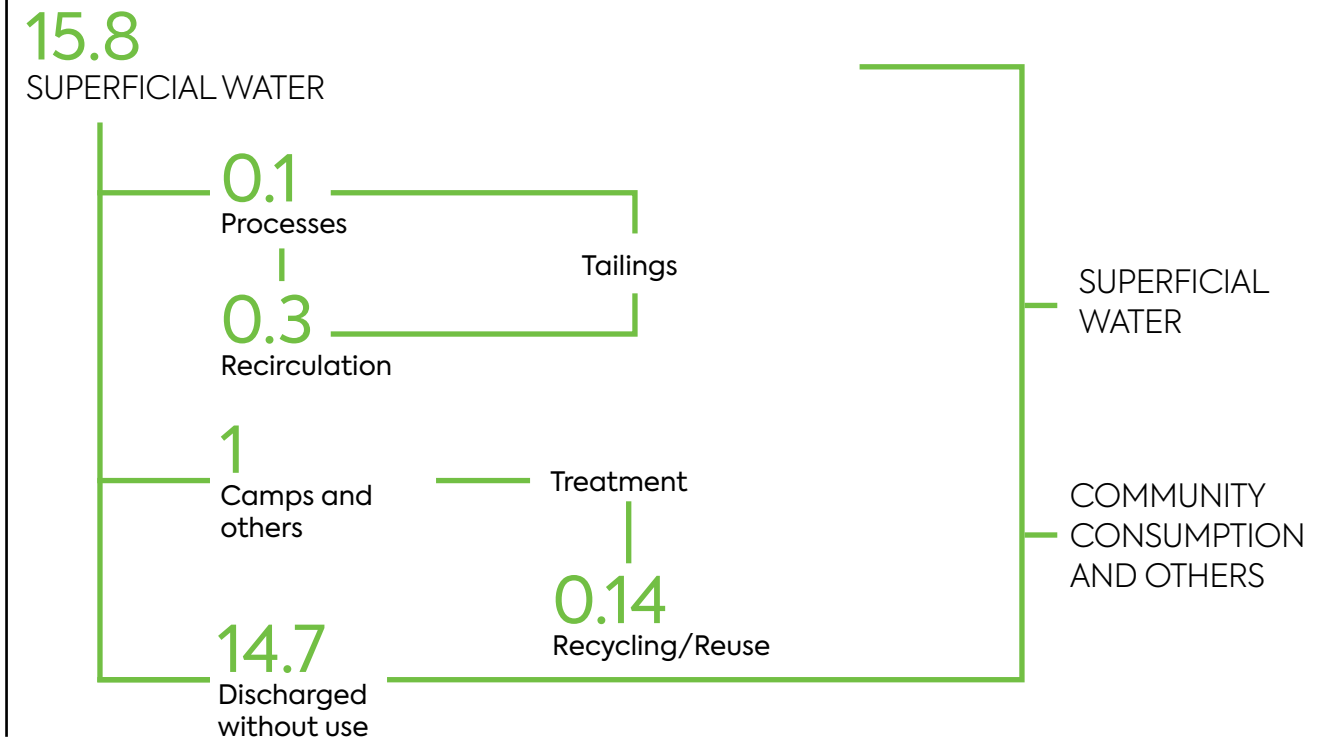 15.8
SUPERFICIAL WATER
0.1
Processes
Tailings
0.3
Recirculation
SUPERFICIAL
WATER
1
Camps and
others
Treatment
0.14
Recycling/Reuse
COMMUNITY
CONSUMPTION
AND OTHERS
14.7
Discharged
without use